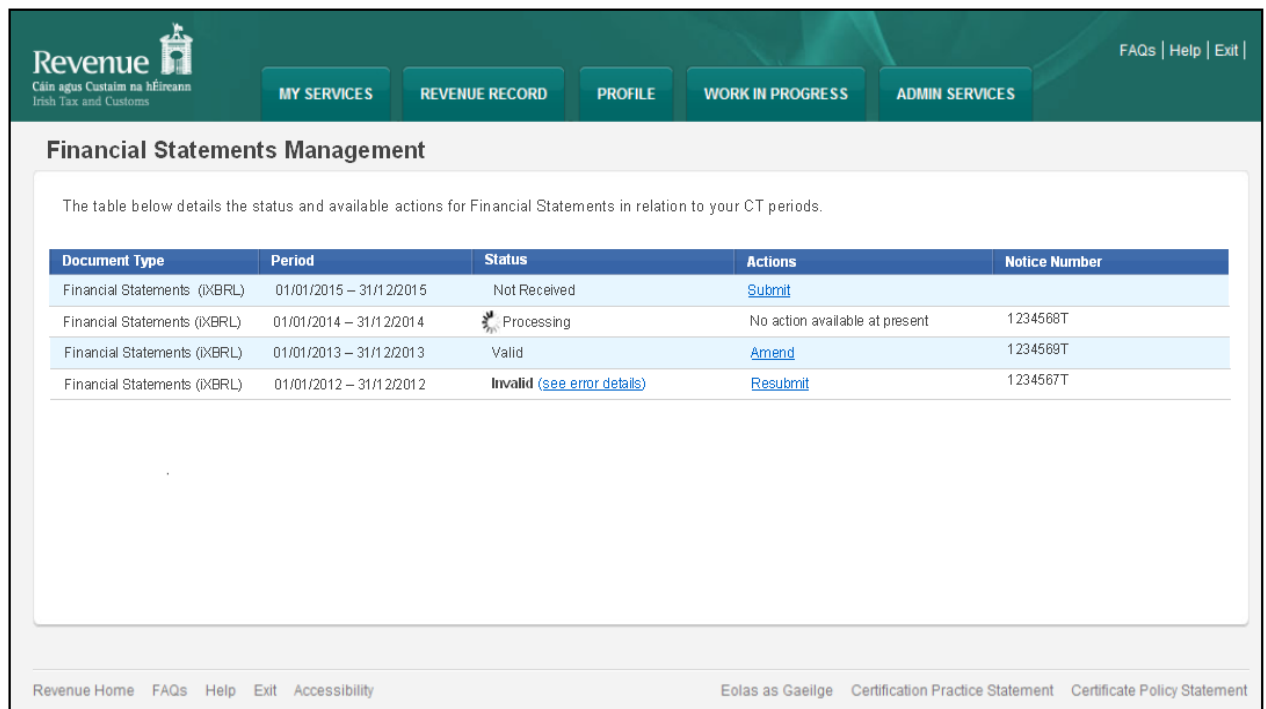 Revenue
Cáin agus Custaim na hÉireann
Irish Tax and Customs
FAQs | Help | Exit |
MY SERVICES REVENUE RECORD PROFILE WORK IN PROGRESS ADMIN SERVICES
Financial Statements Management
The table below details the status and available actions for Financial Statements in relation to your CT periods.
Document Type Period Status Actions Notice Number
Financial Statements (iXBRL) 01/01/2015 – 31/12/2015 Not Received Submit
Financial Statements (iXBRL) 01/01/2014 – 31/12/2014 Processing No action available at present 1234568T
Financial Statements (iXBRL) 01/01/2013 – 31/12/2013 Valid Amend 1234569T
Financial Statements (iXBRL) 01/01/2012 – 31/12/2012 Invalid (see error details) Resubmit 1234567T
Revenue Home FAQs Help Exit Accessibility Eolas as Gaeilge Certification Practice Statement Certificate Policy Statement